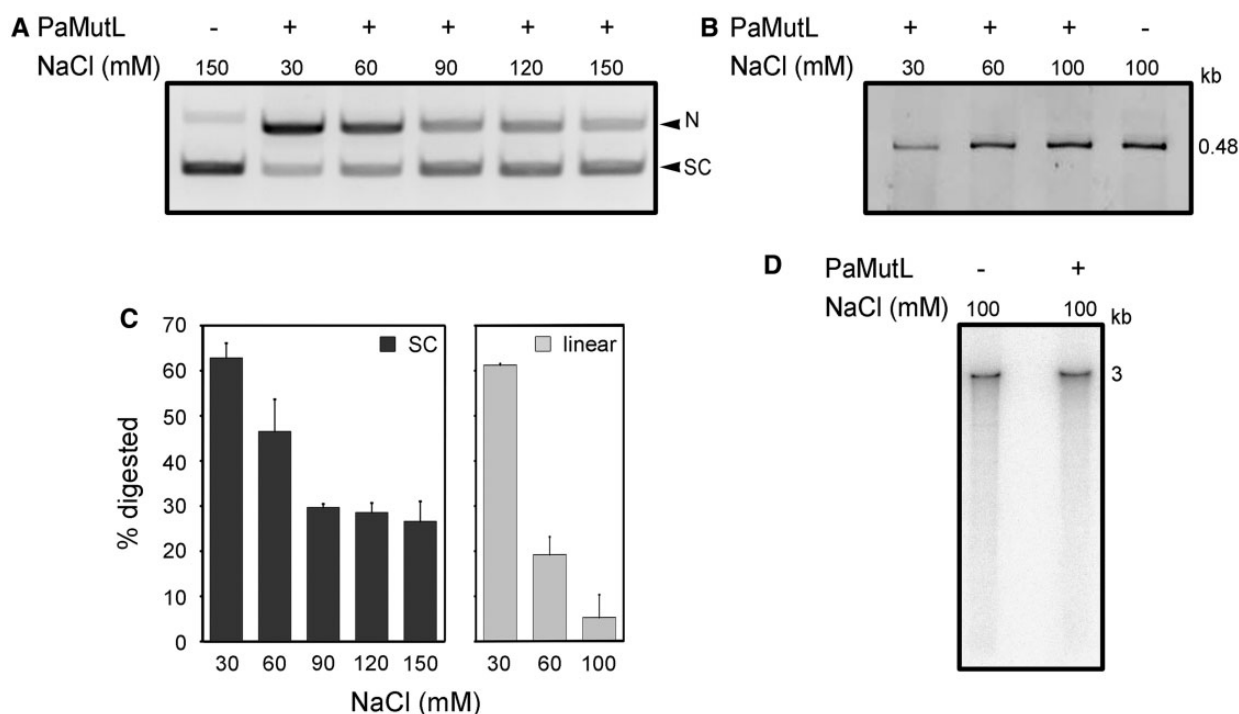 A PaMutL - + + + + +
NaCl (mM) 150 30 60 90 120 150
N
SC
B PaMutL + + + -
NaCl (mM) 30 60 100 100 kb
0.48
C
% digested
70
60
50
40
30
20
10
0
SC
30 60 90 120 150
linear
30 60 100
NaCl (mM)
D PaMutL - +
NaCl (mM) 100 100 kb
3